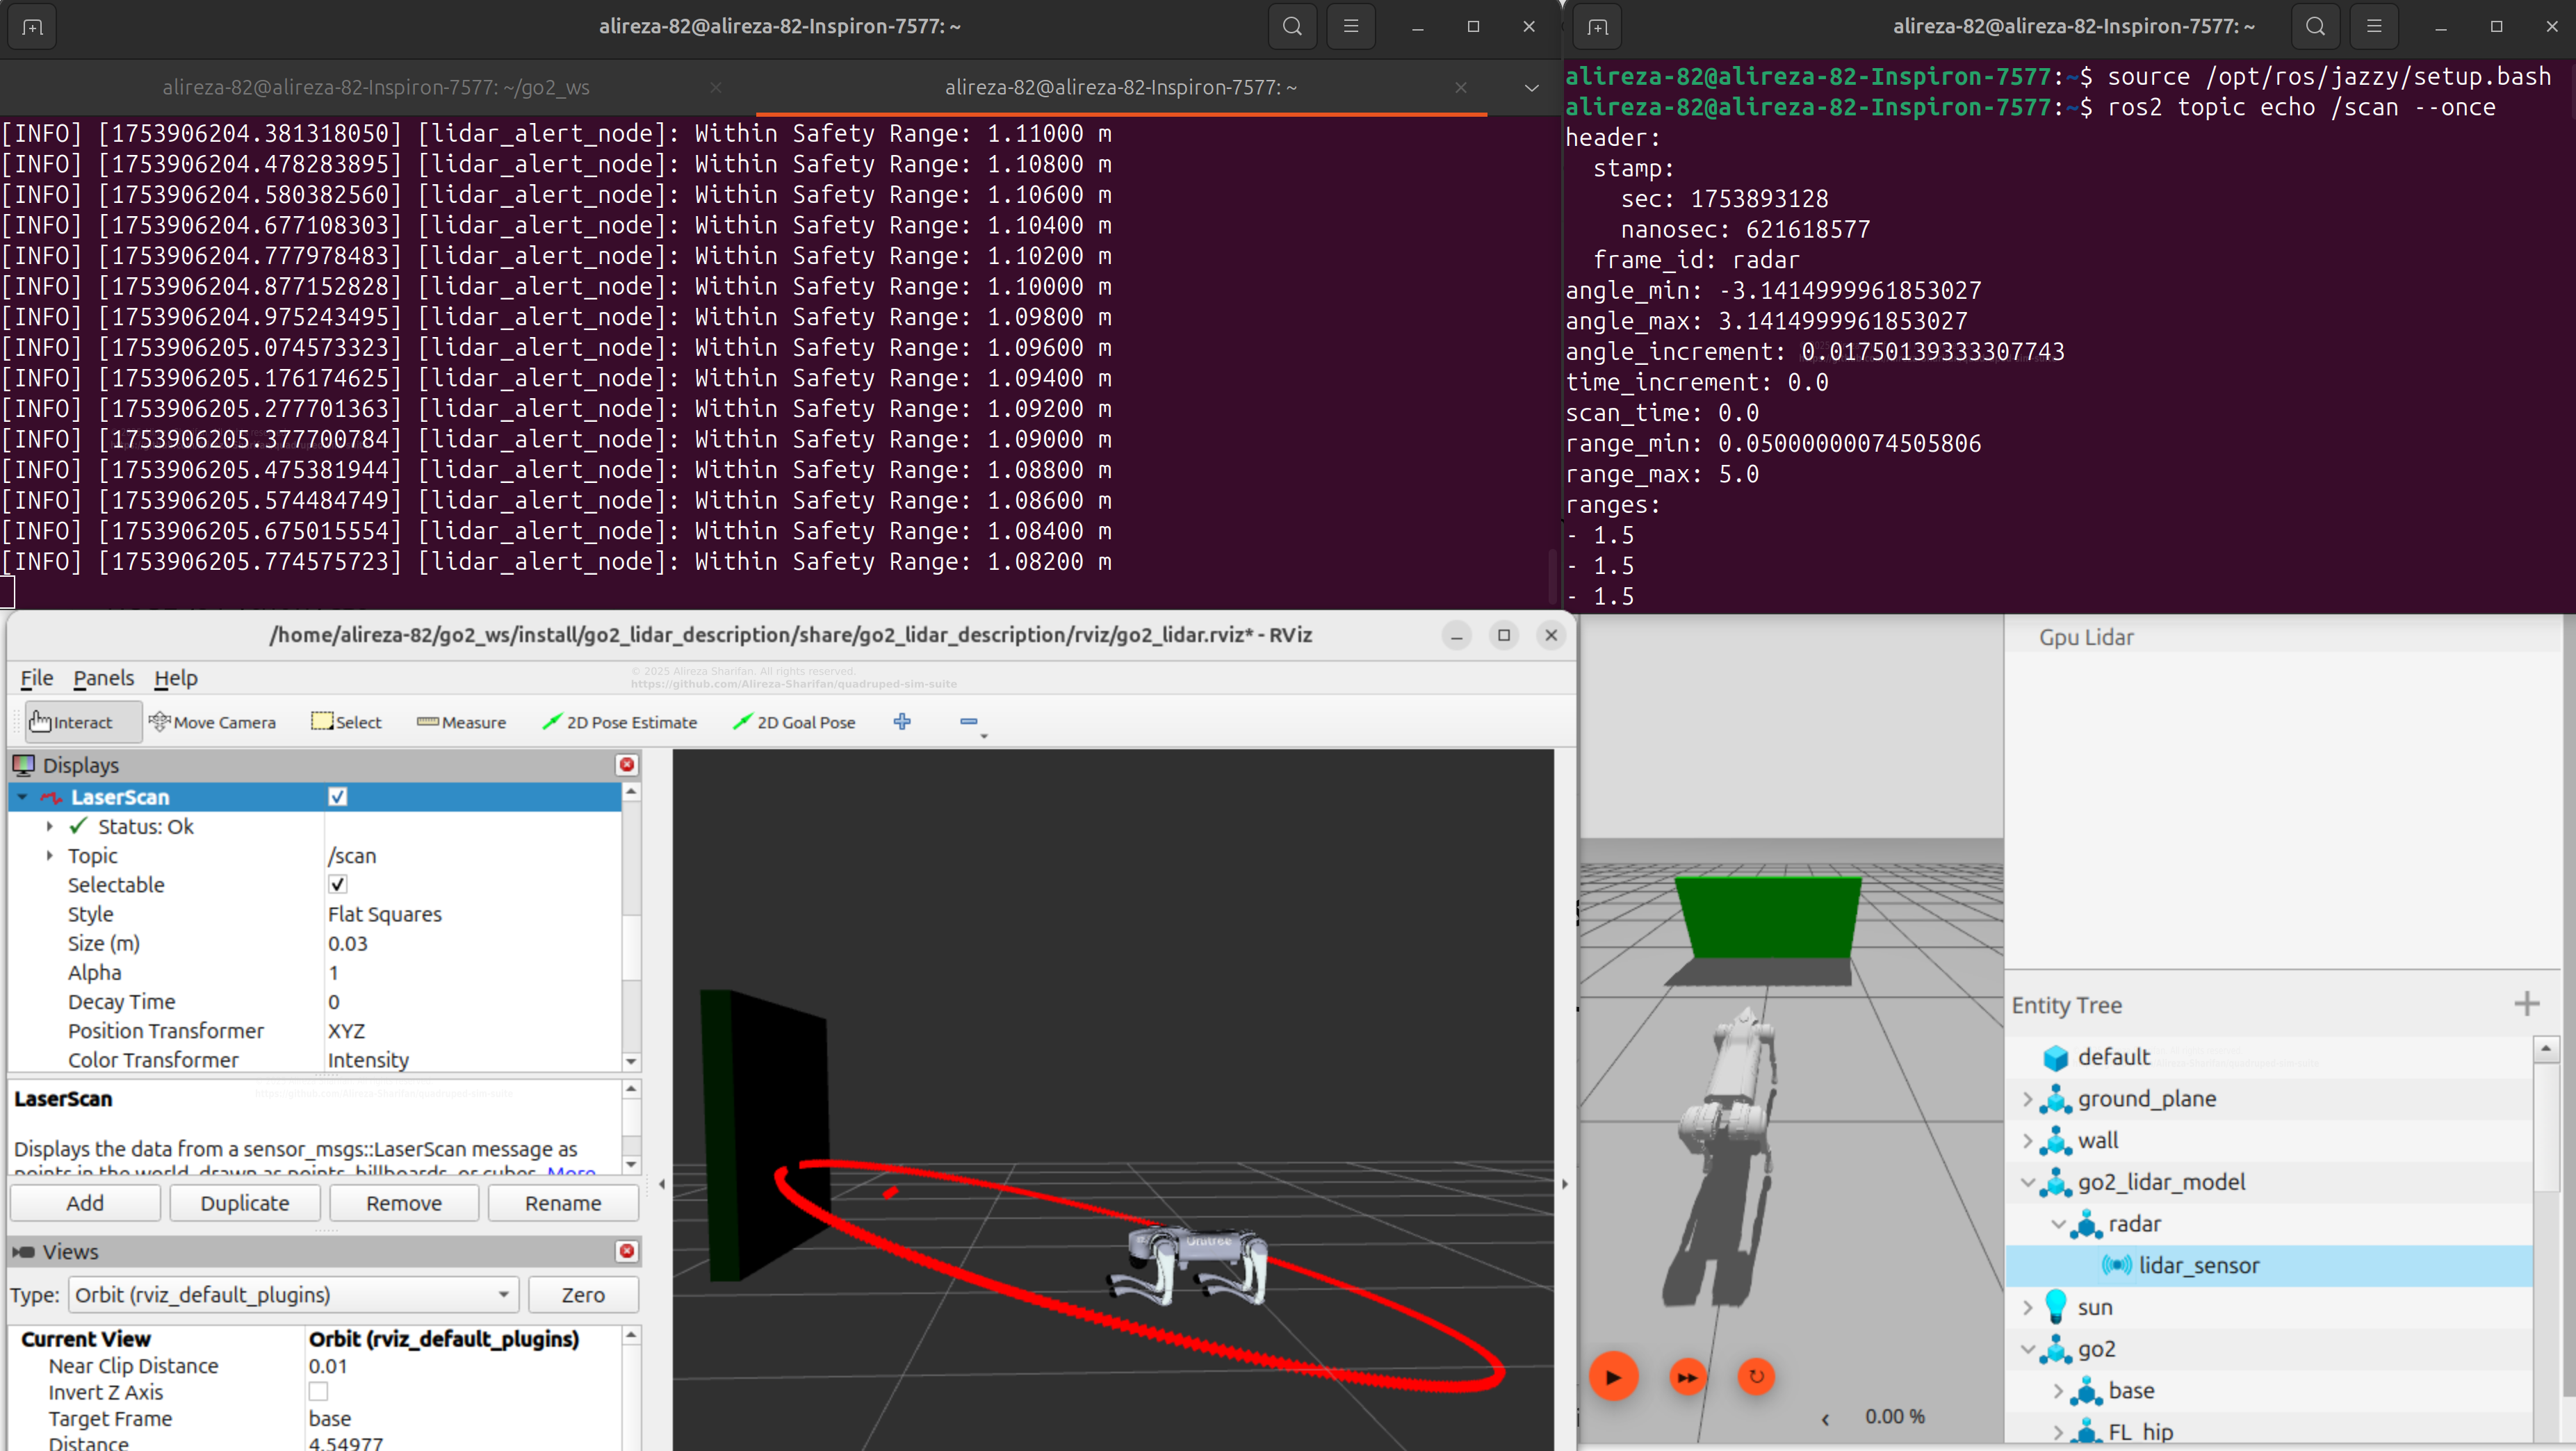 alireza-82@alireza-82-Inspiron-7577: ~
alireza-82@alireza-82-Inspiron-7577: ~/go2_ws
alireza-82@alireza-82-Inspiron-7577: ~
[INFO] [1753906204.381318050] [lidar_alert_node]: Within Safety Range: 1.11000 m
[INFO] [1753906204.478283895] [lidar_alert_node]: Within Safety Range: 1.10800 m
[INFO] [1753906204.580382560] [lidar_alert_node]: Within Safety Range: 1.10600 m
[INFO] [1753906204.677108303] [lidar_alert_node]: Within Safety Range: 1.10400 m
[INFO] [1753906204.777978483] [lidar_alert_node]: Within Safety Range: 1.10200 m
[INFO] [1753906204.877152828] [lidar_alert_node]: Within Safety Range: 1.10000 m
[INFO] [1753906204.975243495] [lidar_alert_node]: Within Safety Range: 1.09800 m
[INFO] [1753906205.074573323] [lidar_alert_node]: Within Safety Range: 1.09600 m
[INFO] [1753906205.176174625] [lidar_alert_node]: Within Safety Range: 1.09400 m
[INFO] [1753906205.277701363] [lidar_alert_node]: Within Safety Range: 1.09200 m
[INFO] [1753906205.377700784] [lidar_alert_node]: Within Safety Range: 1.09000 m
[INFO] [1753906205.475381944] [lidar_alert_node]: Within Safety Range: 1.08800 m
[INFO] [1753906205.574484749] [lidar_alert_node]: Within Safety Range: 1.08600 m
[INFO] [1753906205.675015554] [lidar_alert_node]: Within Safety Range: 1.08400 m
[INFO] [1753906205.774575723] [lidar_alert_node]: Within Safety Range: 1.08200 m
alireza-82@alireza-82-Inspiron-7577: ~
alireza-82@alireza-82-Inspiron-7577:~$ source /opt/ros/jazzy/setup.bash
alireza-82@alireza-82-Inspiron-7577:~$ ros2 topic echo /scan --once
header:
stamp:
sec: 1753893128
nanosec: 621618577
frame_id: radar
angle_min: -3.1414999961853027
angle_max: 3.1414999961853027
angle_increment: 0.01750139333307743
time_increment: 0.0
scan_time: 0.0
range_min: 0.05000000074505806
range_max: 5.0
ranges:
- 1.5
- 1.5
- 1.5
/home/alireza-82/go2_ws/install/go2_lidar_description/share/go2_lidar_description/rviz/go2_lidar.rviz* - RViz
File Panels Help
© 2025 Alireza Sharifan. All rights reserved.
https://github.com/Alireza-Sharifan/quadruped-sim-suite
Interact Move Camera Select Measure 2D Pose Estimate 2D Goal Pose
Displays
LaserScan
Status: Ok
Topic /scan
Selectable
Style Flat Squares
Size (m) 0.03
Alpha 1
Decay Time 0
Position Transformer XYZ
Color Transformer Intensity
LaserScan
Displays the data from a sensor_msgs::LaserScan message as
points in the world, drawn as points, billboards, or cubes. More
Add Duplicate Remove Rename
Views
Type: Orbit (rviz_default_plugins) Zero
Current View Orbit (rviz_default_plugins)
Near Clip Distance 0.01
Invert Z Axis
Target Frame base
Distance 4.54977
Unitree
0.00 %
Gpu Lidar
Entity Tree
default
ground_plane
wall
go2_lidar_model
radar
lidar_sensor
sun
go2
base
FL_hip